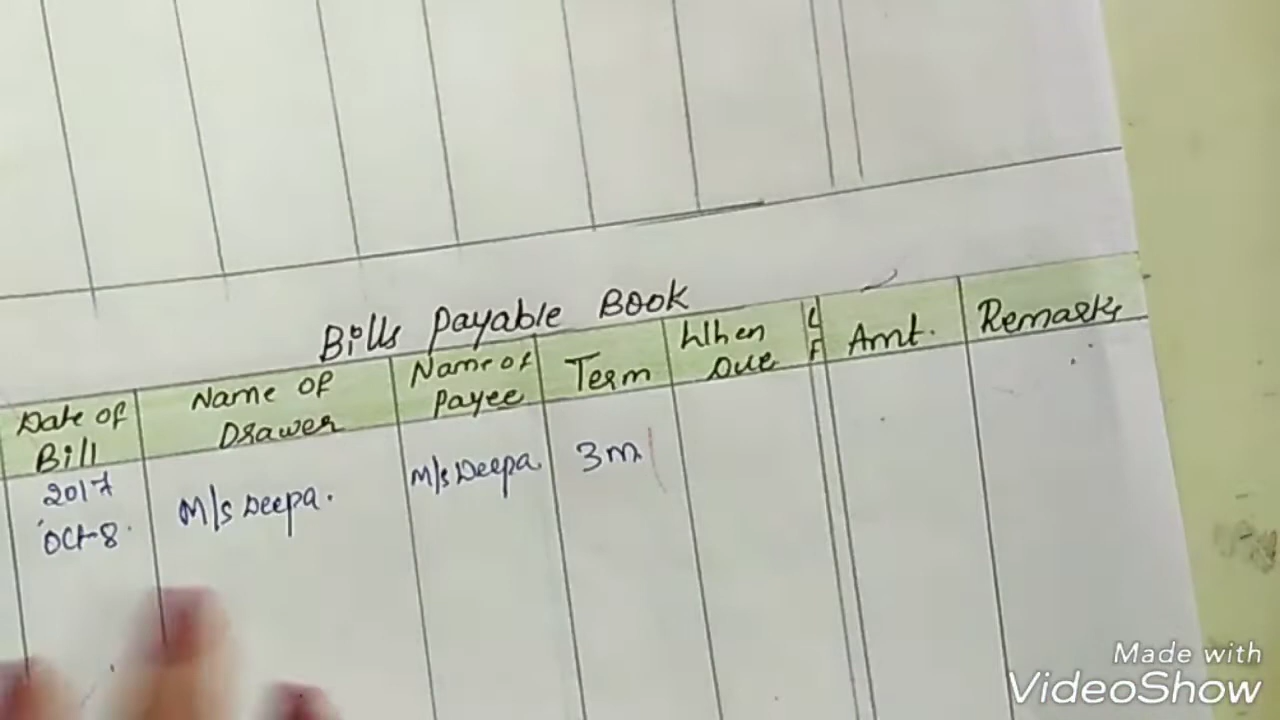 Bills Payable Book
Date of Bill
Name of Drawer
Name of Payee
Term
When Due
L F
Amt.
Remarks
2017
Oct-8
M/s Deepa.
M/s Deepa
3m
Made with
VideoShow